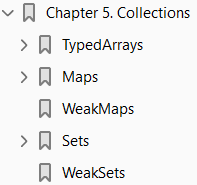 Chapter 5. Collections
TypedArrays
Maps
WeakMaps
Sets
WeakSets